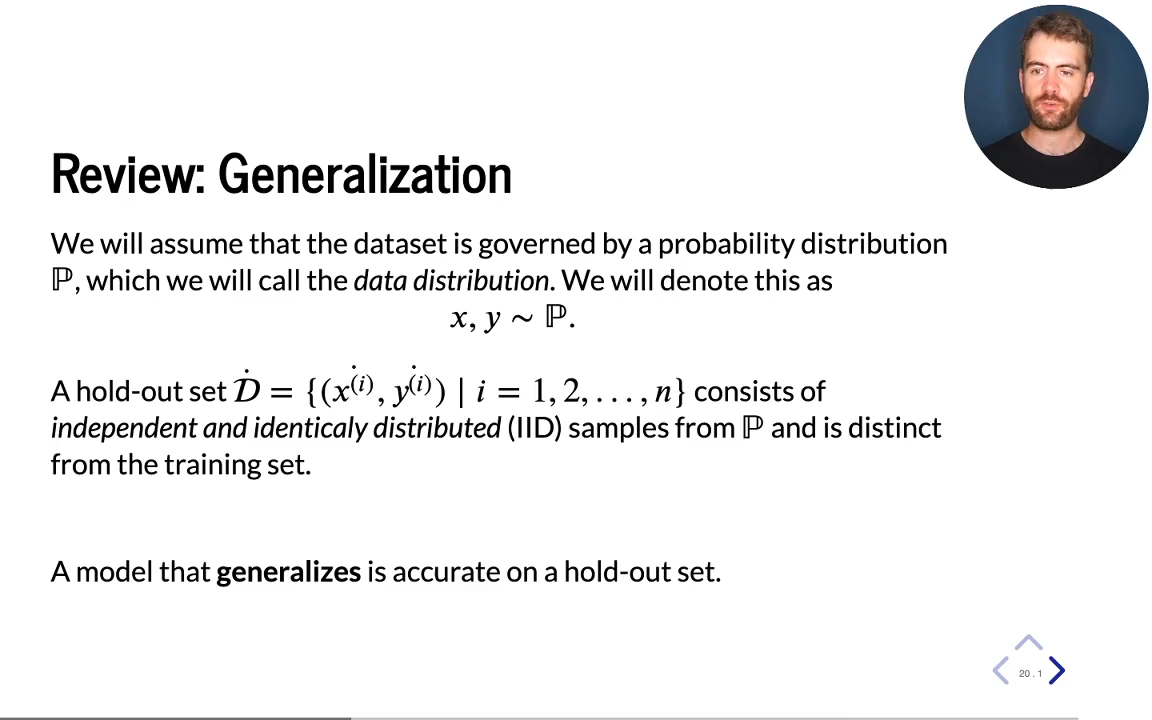 Review: Generalization
We will assume that the dataset is governed by a probability distribution
ℙ, which we will call the data distribution. We will denote this as
x, y ∼ ℙ.
A hold-out set 𝒟̇ = {(ẋ⁽ⁱ⁾, ẏ⁽ⁱ⁾) | i = 1, 2, . . . , n} consists of
independent and identicaly distributed (IID) samples from ℙ and is distinct
from the training set.
A model that generalizes is accurate on a hold-out set.
20 . 1